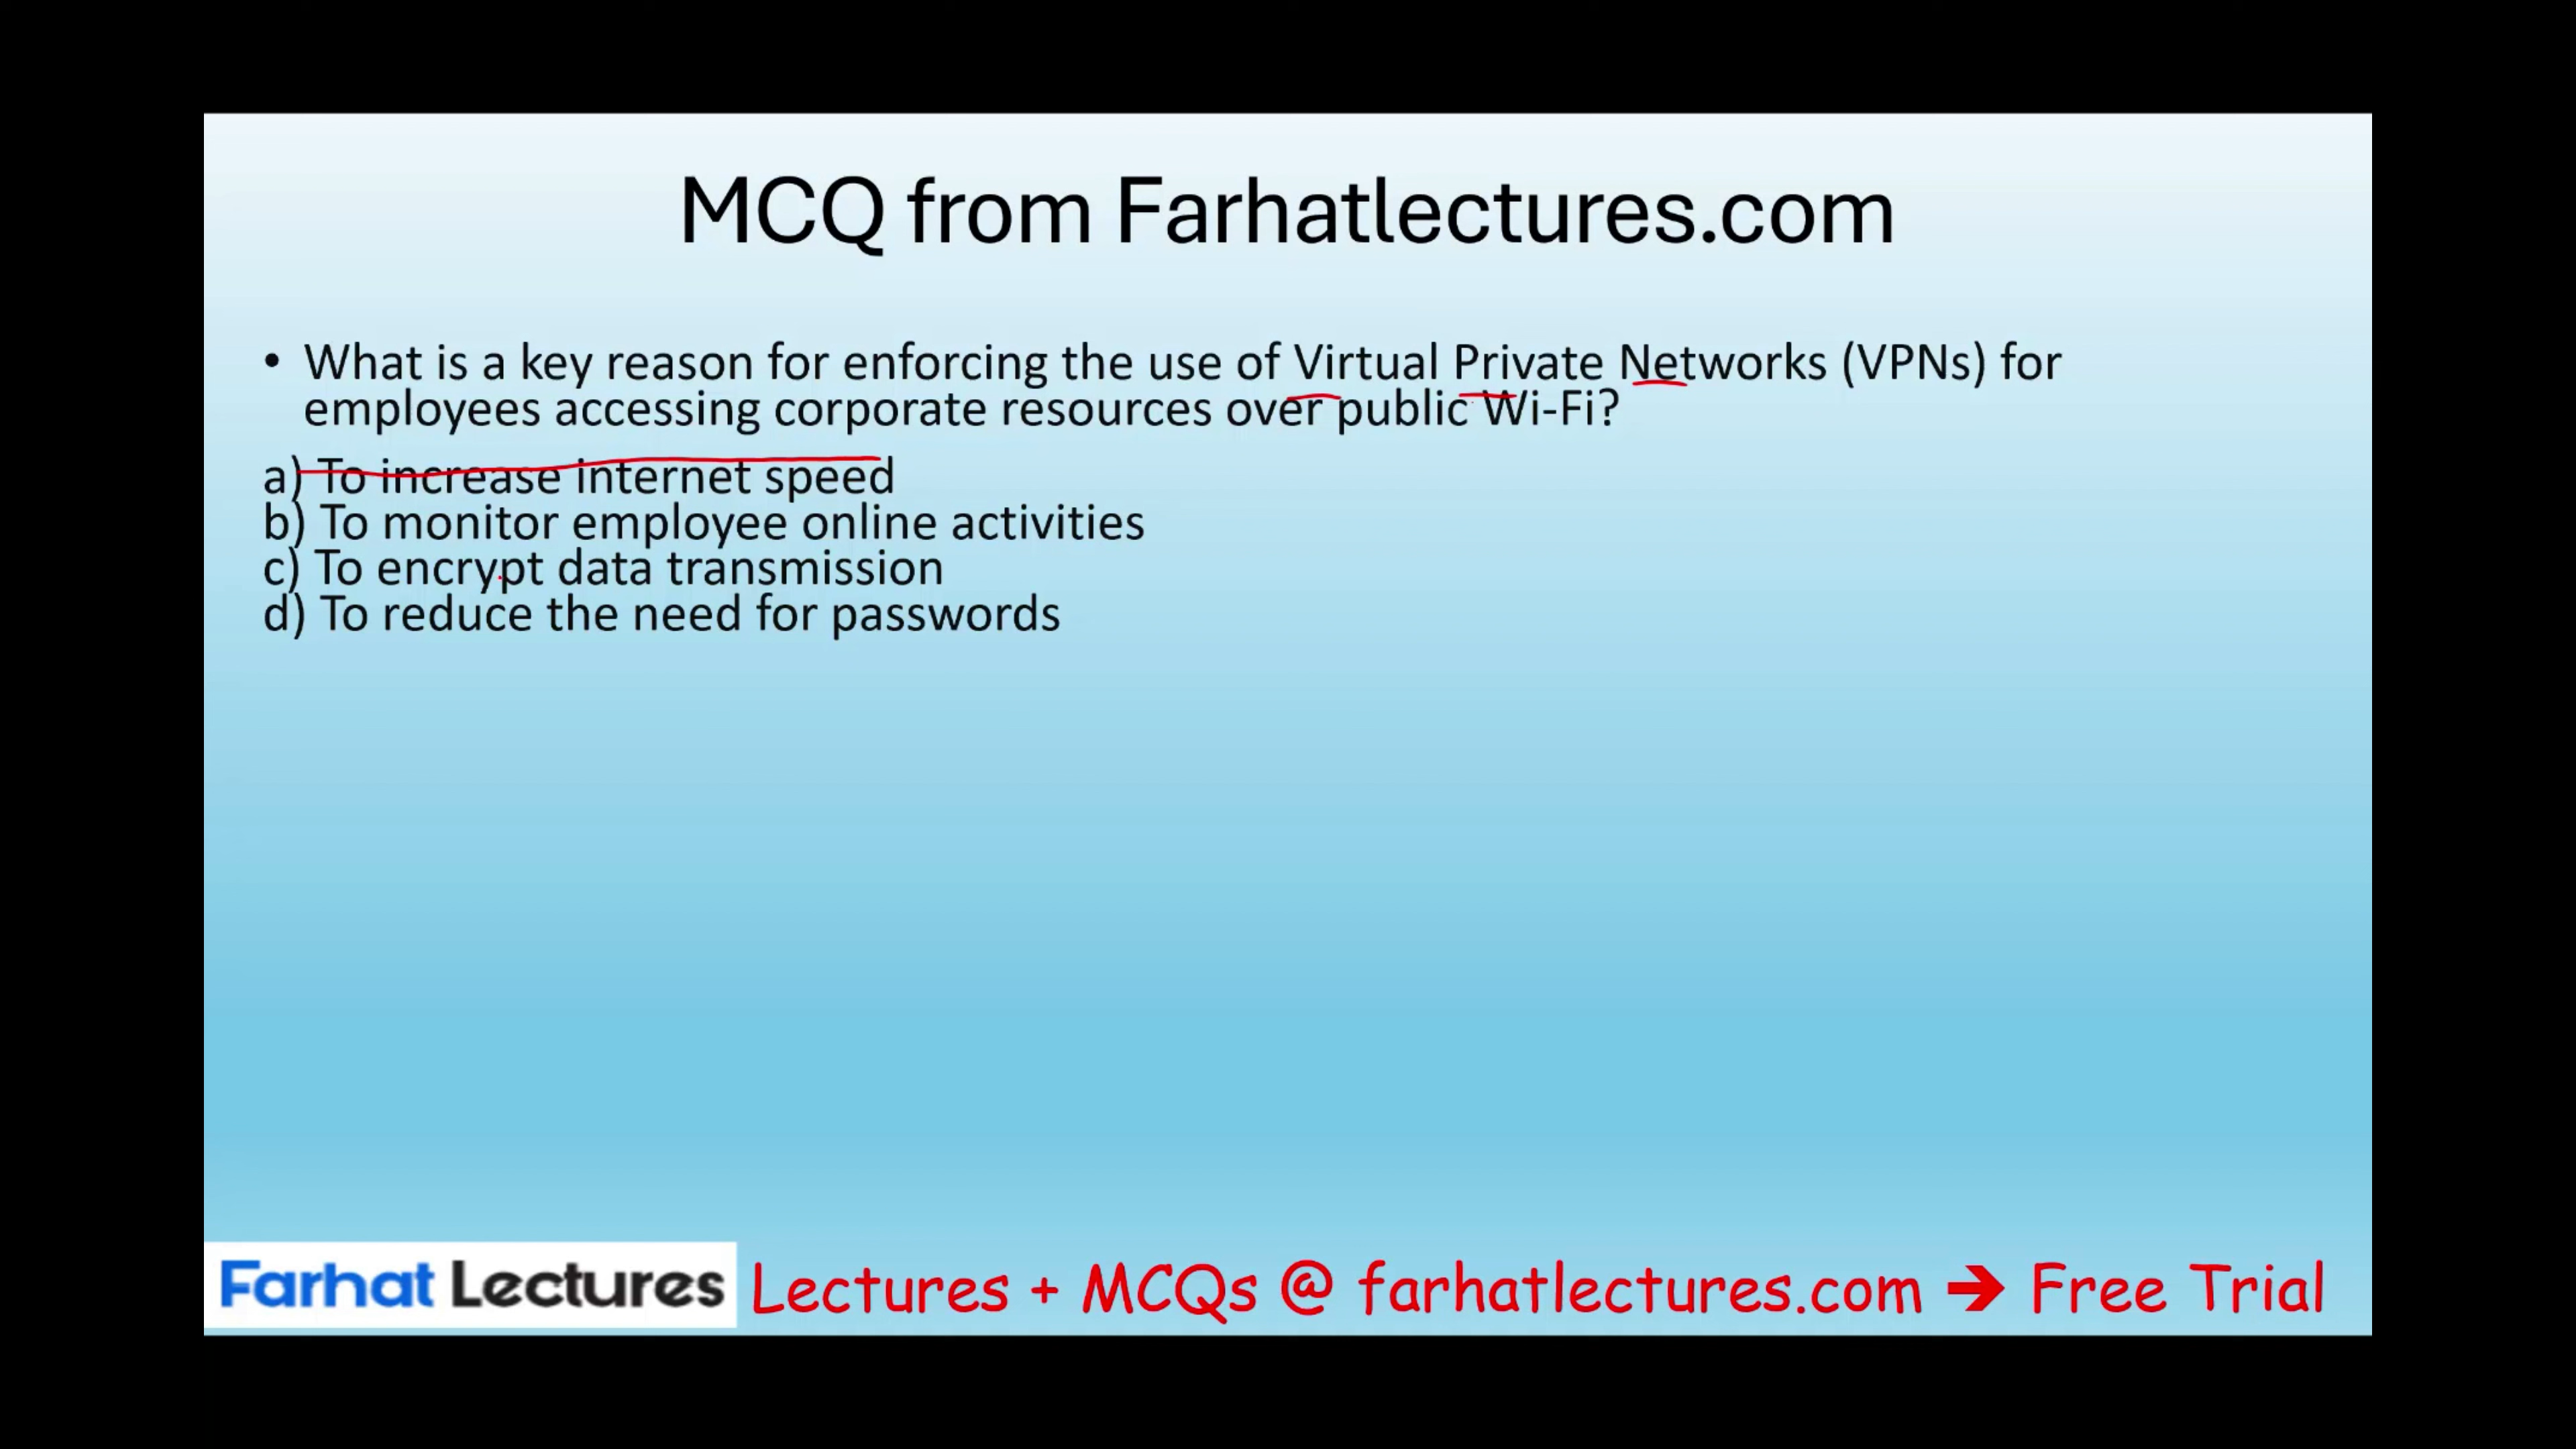 MCQ from Farhatlectures.com
• What is a key reason for enforcing the use of Virtual Private Networks (VPNs) for
employees accessing corporate resources over public Wi-Fi?
a) To increase internet speed
b) To monitor employee online activities
c) To encrypt data transmission
d) To reduce the need for passwords
Farhat Lectures Lectures + MCQs @ farhatlectures.com ➔ Free Trial